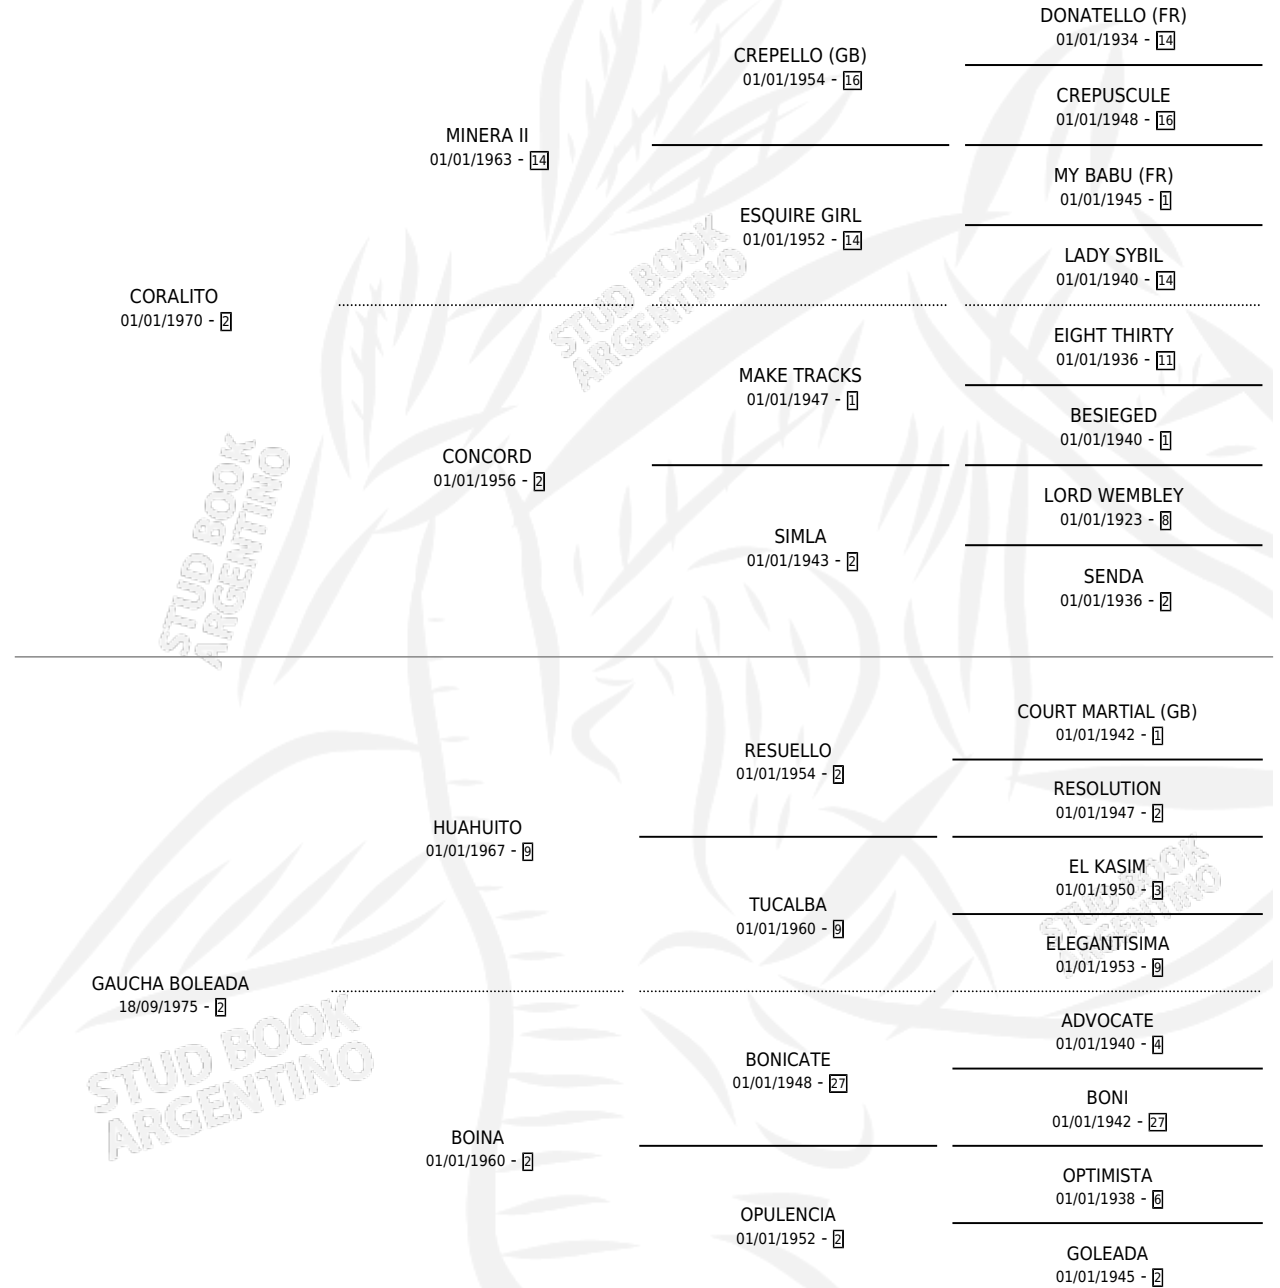 DONATELLO (FR)
01/01/1934 - 14
CREPELLO (GB)
01/01/1954 - 16
CREPUSCULE
01/01/1948 - 16
MINERA II
01/01/1963 - 14
MY BABU (FR)
01/01/1945 - 1
ESQUIRE GIRL
01/01/1952 - 14
LADY SYBIL
01/01/1940 - 14
CORALITO
01/01/1970 - 2
EIGHT THIRTY
01/01/1936 - 11
MAKE TRACKS
01/01/1947 - 1
BESIEGED
01/01/1940 - 1
CONCORD
01/01/1956 - 2
LORD WEMBLEY
01/01/1923 - 8
SIMLA
01/01/1943 - 2
SENDA
01/01/1936 - 2
STUD BOOK
ARGENTINO
STUD BOOK
ARGENTINO
COURT MARTIAL (GB)
01/01/1942 - 1
RESUELLO
01/01/1954 - 2
RESOLUTION
01/01/1947 - 2
HUAHUITO
01/01/1967 - 9
EL KASIM
01/01/1950 - 3
TUCALBA
01/01/1960 - 9
ELEGANTISIMA
01/01/1953 - 9
STUD BOOK
ARGENTINO
GAUCHA BOLEADA
18/09/1975 - 2
ADVOCATE
01/01/1940 - 4
BONICATE
01/01/1948 - 27
BONI
01/01/1942 - 27
BOINA
01/01/1960 - 2
OPTIMISTA
01/01/1938 - 6
OPULENCIA
01/01/1952 - 2
GOLEADA
01/01/1945 - 2
STUD BOOK
ARGENTINO